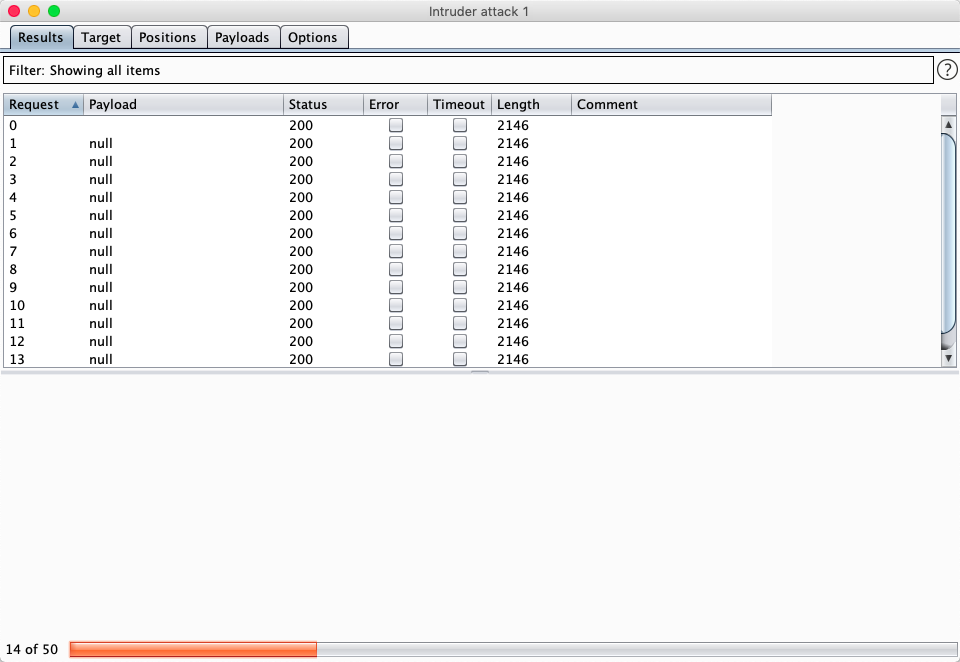 Intruder attack 1
Results Target Positions Payloads Options
Filter: Showing all items ?
Request Payload Status Error Timeout Length Comment
0 200 2146
1 null 200 2146
2 null 200 2146
3 null 200 2146
4 null 200 2146
5 null 200 2146
6 null 200 2146
7 null 200 2146
8 null 200 2146
9 null 200 2146
10 null 200 2146
11 null 200 2146
12 null 200 2146
13 null 200 2146
14 of 50